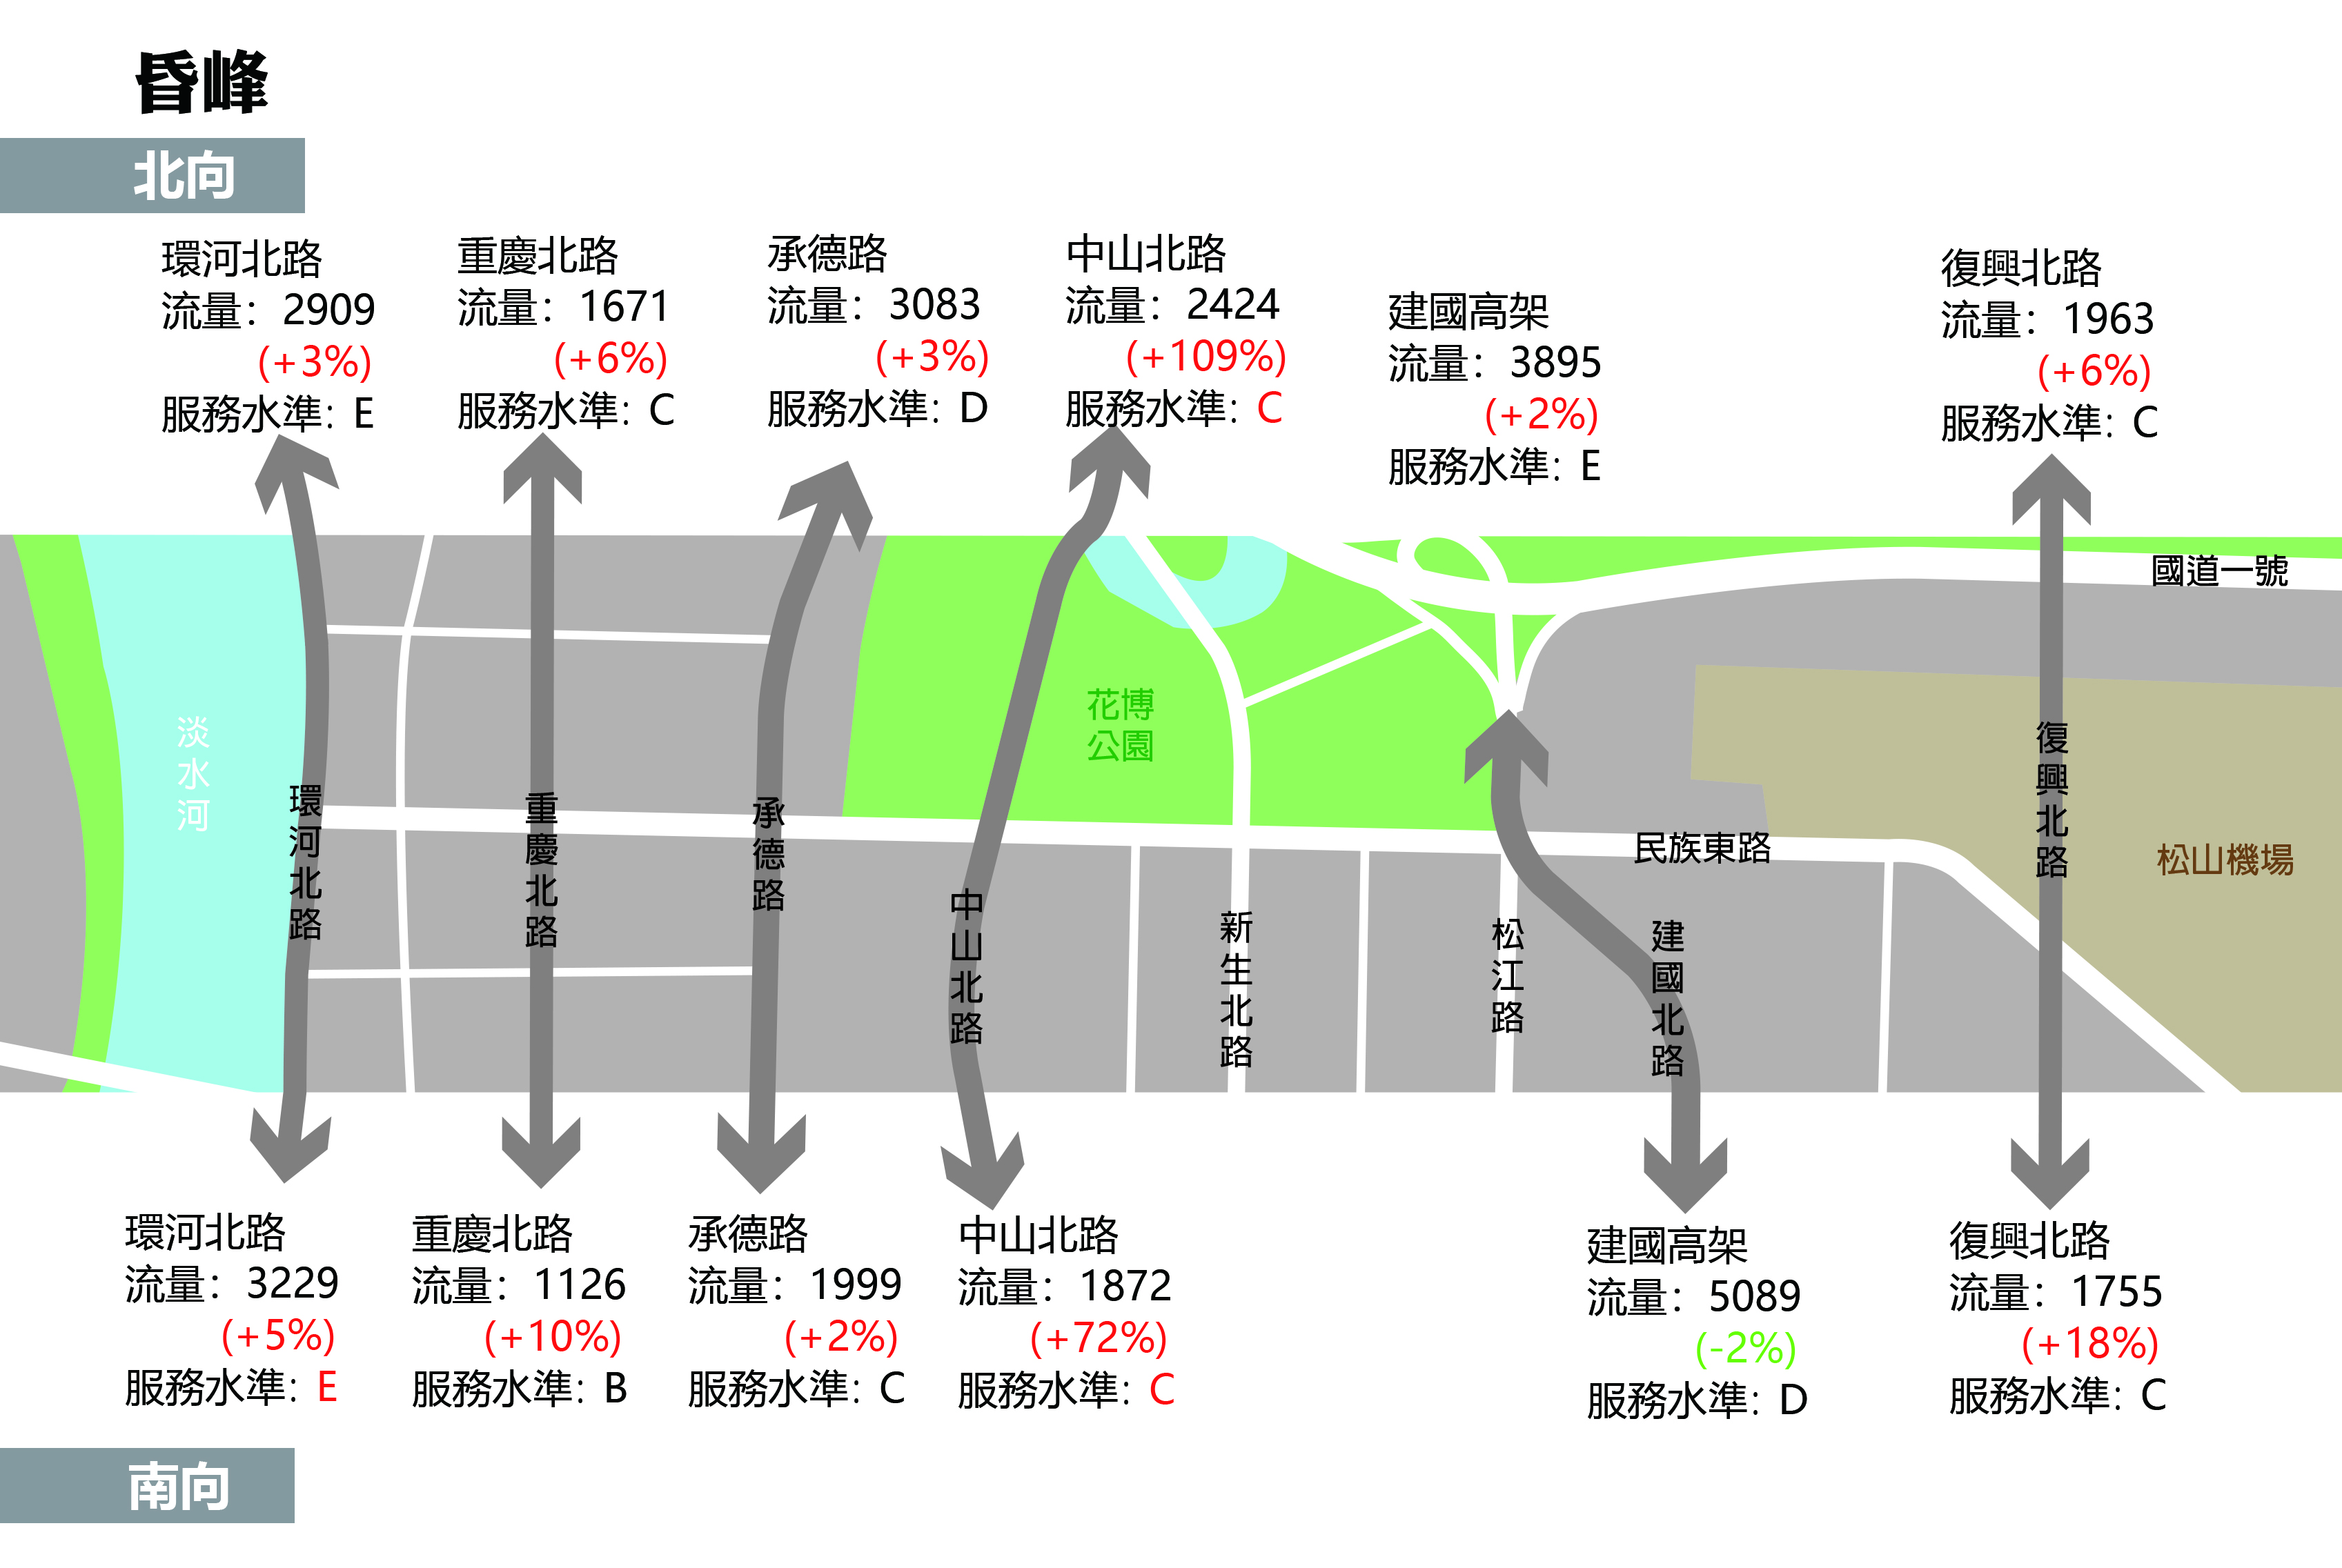 昏峰
北向
環河北路
流量：2909
(+3%)
服務水準：E
重慶北路
流量：1671
(+6%)
服務水準：C
承德路
流量：3083
(+3%)
服務水準：D
中山北路
流量：2424
(+109%)
服務水準：C
建國高架
流量：3895
(+2%)
服務水準：E
復興北路
流量：1963
(+6%)
服務水準：C
國道一號
淡水河
環河北路
重慶北路
承德路
花博
公園
中山北路
新生北路
松江路
民族東路
建國北路
復興北路
松山機場
環河北路
流量：3229
(+5%)
服務水準：E
重慶北路
流量：1126
(+10%)
服務水準：B
承德路
流量：1999
(+2%)
服務水準：C
中山北路
流量：1872
(+72%)
服務水準：C
建國高架
流量：5089
(-2%)
服務水準：D
復興北路
流量：1755
(+18%)
服務水準：C
南向